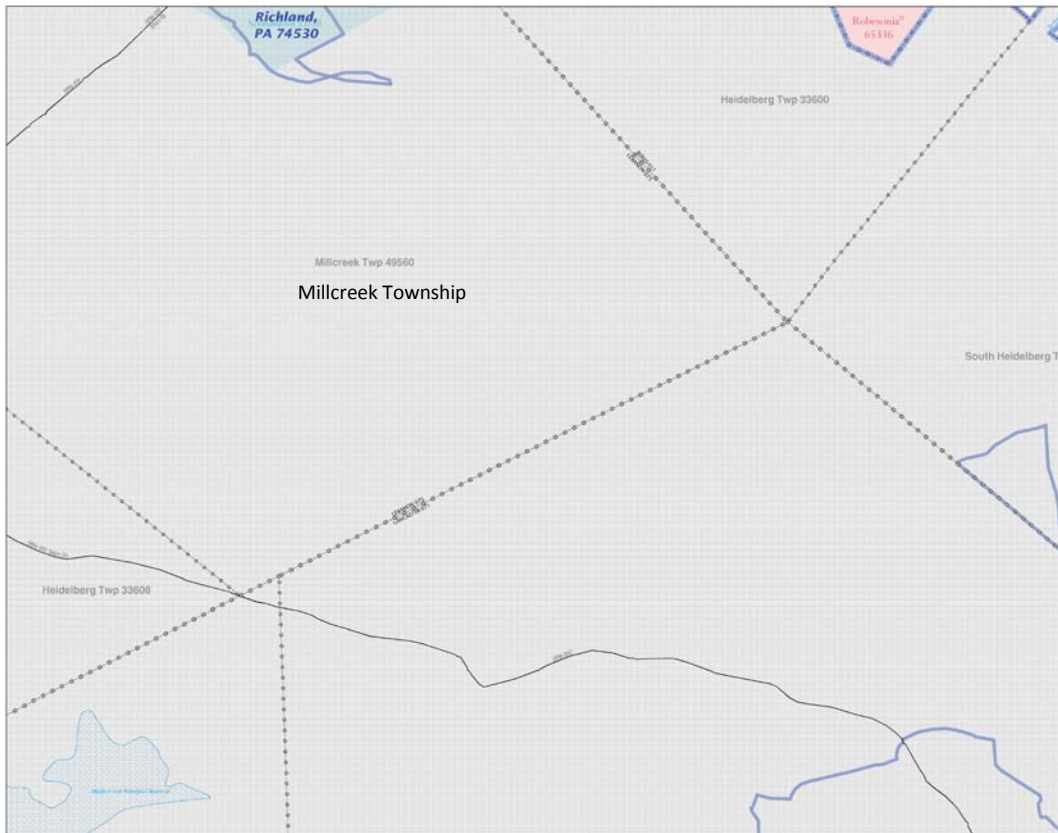 Richland,
PA 74530
Robesonia
65336
Heidelberg Twp 33600
Millcreek Twp 49560
Millcreek Township
South Heidelberg T
Heidelberg Twp 33608